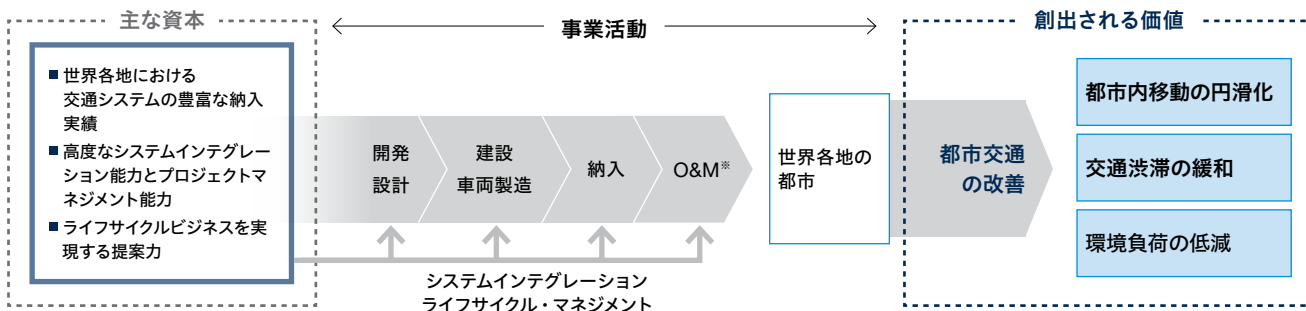 主な資本
事業活動
創出される価値
■世界各地における
交通システムの豊富な納入
実績
■高度なシステムインテグレー
ション能力とプロジェクトマ
ネジメント能力
■ライフサイクルビジネスを実
現する提案力
開発
設計
建設
車両製造
納入
O&M※
システムインテグレーション
ライフサイクル・マネジメント
世界各地の
都市
都市交通
の改善
都市内移動の円滑化
交通渋滞の緩和
環境負荷の低減